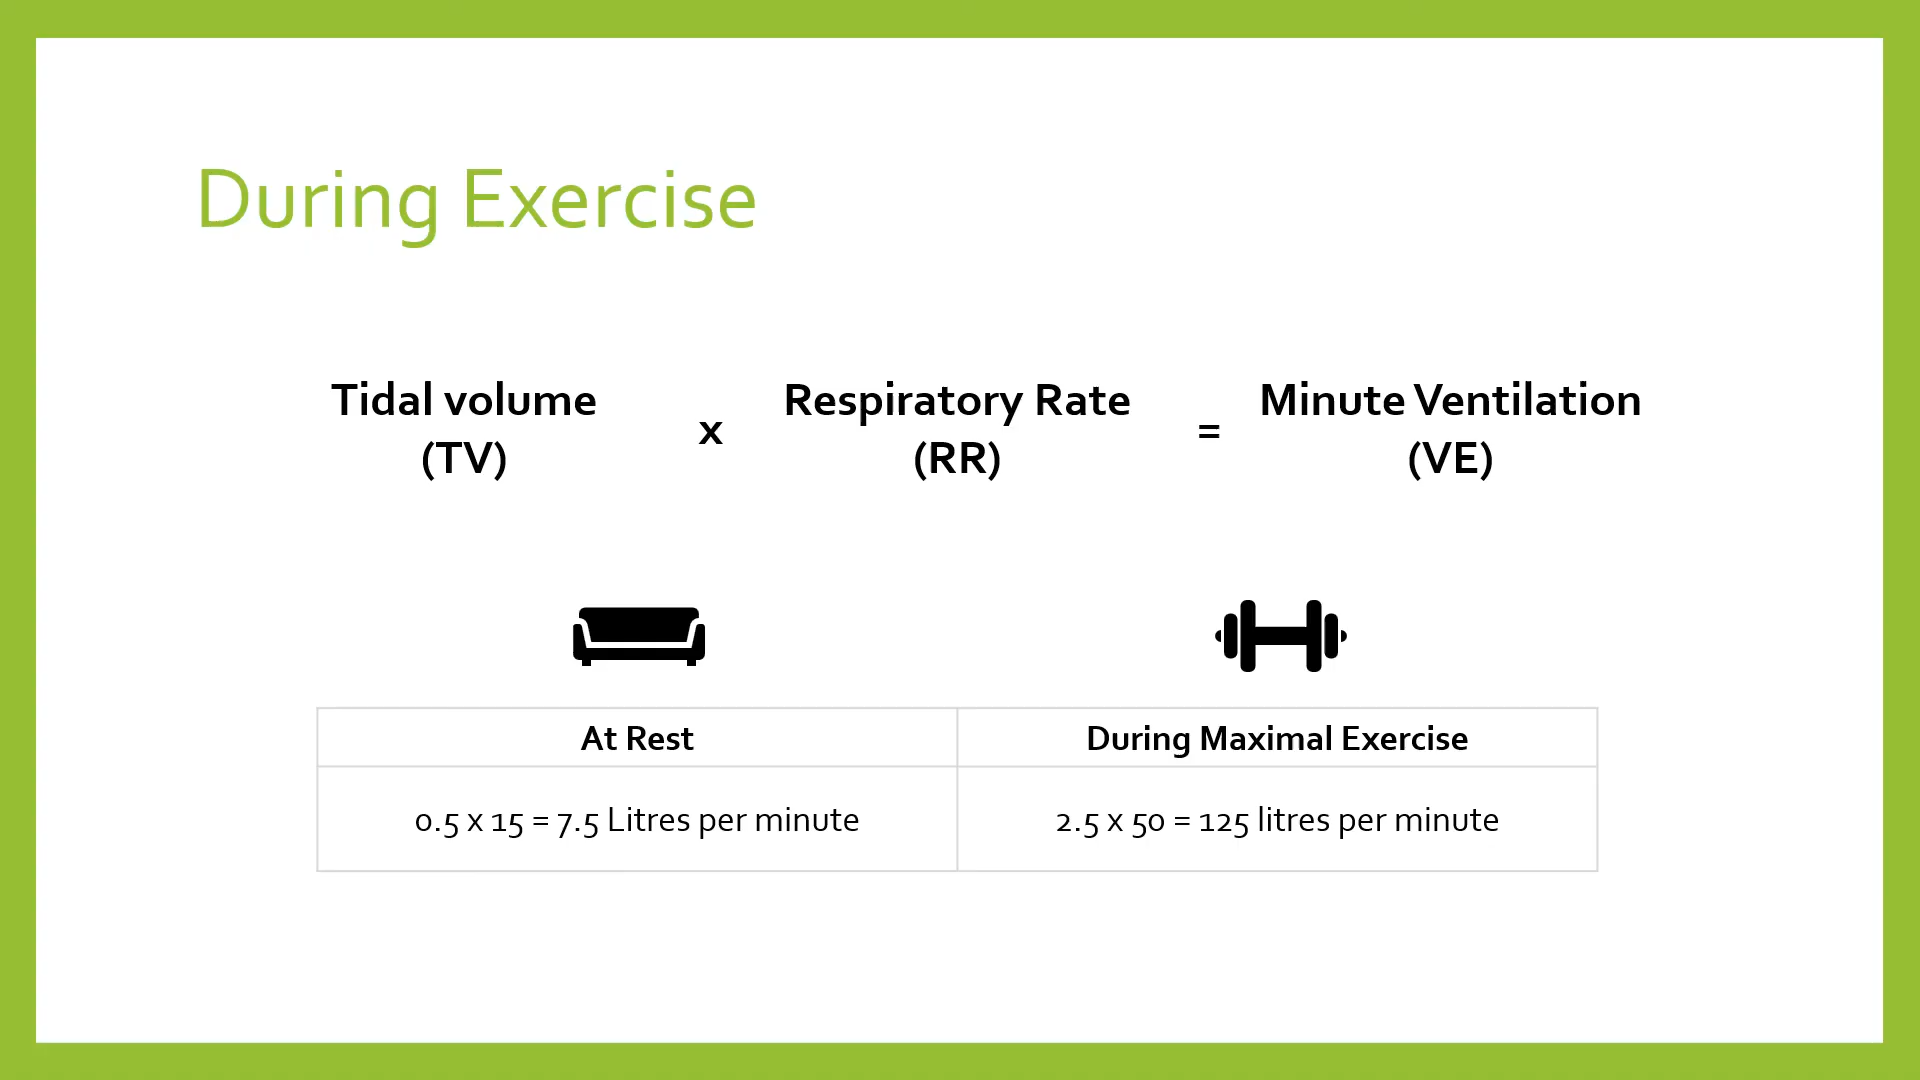 During Exercise
Tidal volume
(TV)
x
Respiratory Rate
(RR)
=
Minute Ventilation
(VE)
At Rest
During Maximal Exercise
0.5 x 15 = 7.5 Litres per minute
2.5 x 50 = 125 litres per minute